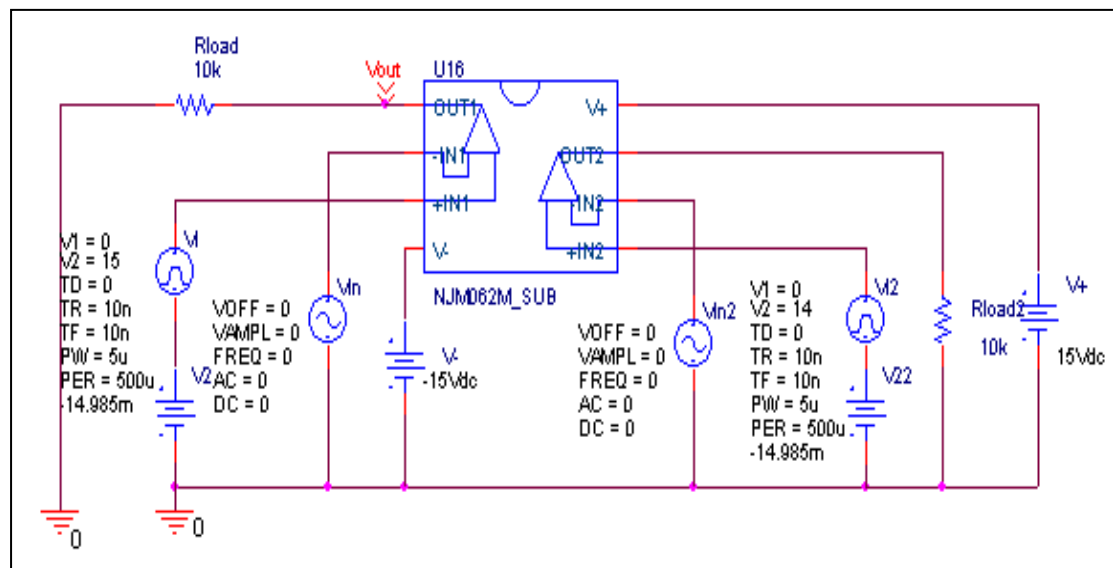 Rload
10k
Vout
U16
OUT1
-IN1
+IN1
V-
V+
OUT2
-IN2
+IN2
NJM062M_SUB
V1 = 0
V2 = 15
TD = 0
TR = 10n
TF = 10n
PW = 5u
PER = 500u
-14.985m
V2
VOFF = 0
VAMPL = 0
FREQ = 0
AC = 0
DC = 0
Vin
V-
-15Vdc
VOFF = 0
VAMPL = 0
FREQ = 0
AC = 0
DC = 0
Vin2
V1 = 0
V2 = 14
TD = 0
TR = 10n
TF = 10n
PW = 5u
PER = 500u
-14.985m
VI2
V22
Rload2
10k
V+
15Vdc
0
0